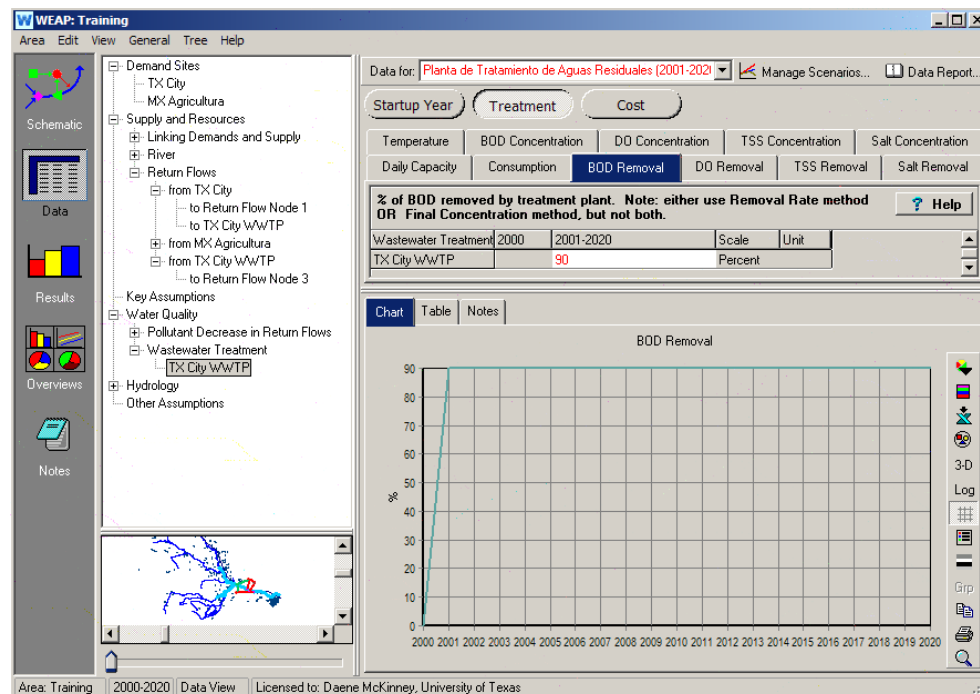 WEAP: Training
Area Edit View General Tree Help
Schematic
Data
Results
Overviews
Notes
Demand Sites
TX City
MX Agricultura
Supply and Resources
Linking Demands and Supply
River
Return Flows
from TX City
to Return Flow Node 1
to TX City WWTP
from MX Agricultura
from TX City WWTP
to Return Flow Node 3
Key Assumptions
Water Quality
Pollutant Decrease in Return Flows
Wastewater Treatment
TX City WWTP
Hydrology
Other Assumptions
Data for: Planta de Tratamiento de Aguas Residuales (2001-202 Manage Scenarios... Data Report...
Startup Year Treatment Cost
Temperature BOD Concentration DO Concentration TSS Concentration Salt Concentration
Daily Capacity Consumption BOD Removal DO Removal TSS Removal Salt Removal
% of BOD removed by treatment plant. Note: either use Removal Rate method
OR Final Concentration method, but not both.
? Help
Wastewater Treatment 2000 2001-2020 Scale Unit
TX City WWTP 90 Percent
Chart Table Notes
BOD Removal
90
80
70
60
50
40
30
20
10
0
%
2000 2001 2002 2003 2004 2005 2006 2007 2008 2009 2010 2011 2012 2013 2014 2015 2016 2017 2018 2019 2020
3-D
Log
Grp
Area: Training 2000-2020 Data View Licensed to: Daene McKinney, University of Texas